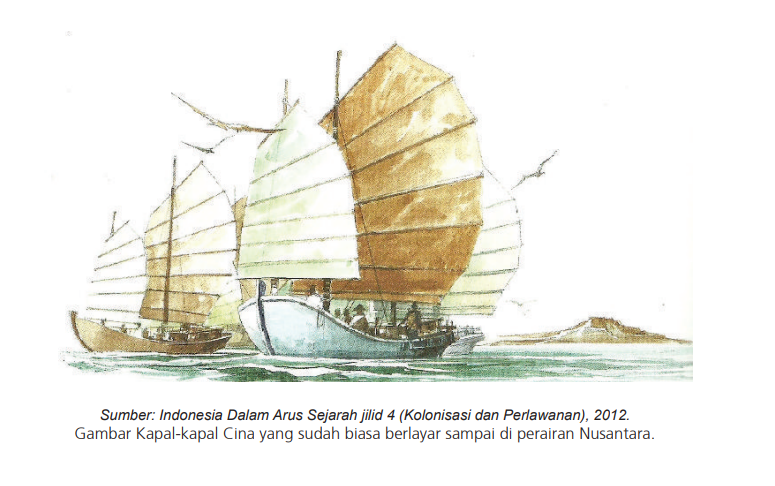 Sumber: Indonesia Dalam Arus Sejarah jilid 4 (Kolonisasi dan Perlawanan), 2012.
Gambar Kapal-kapal Cina yang sudah biasa berlayar sampai di perairan Nusantara.